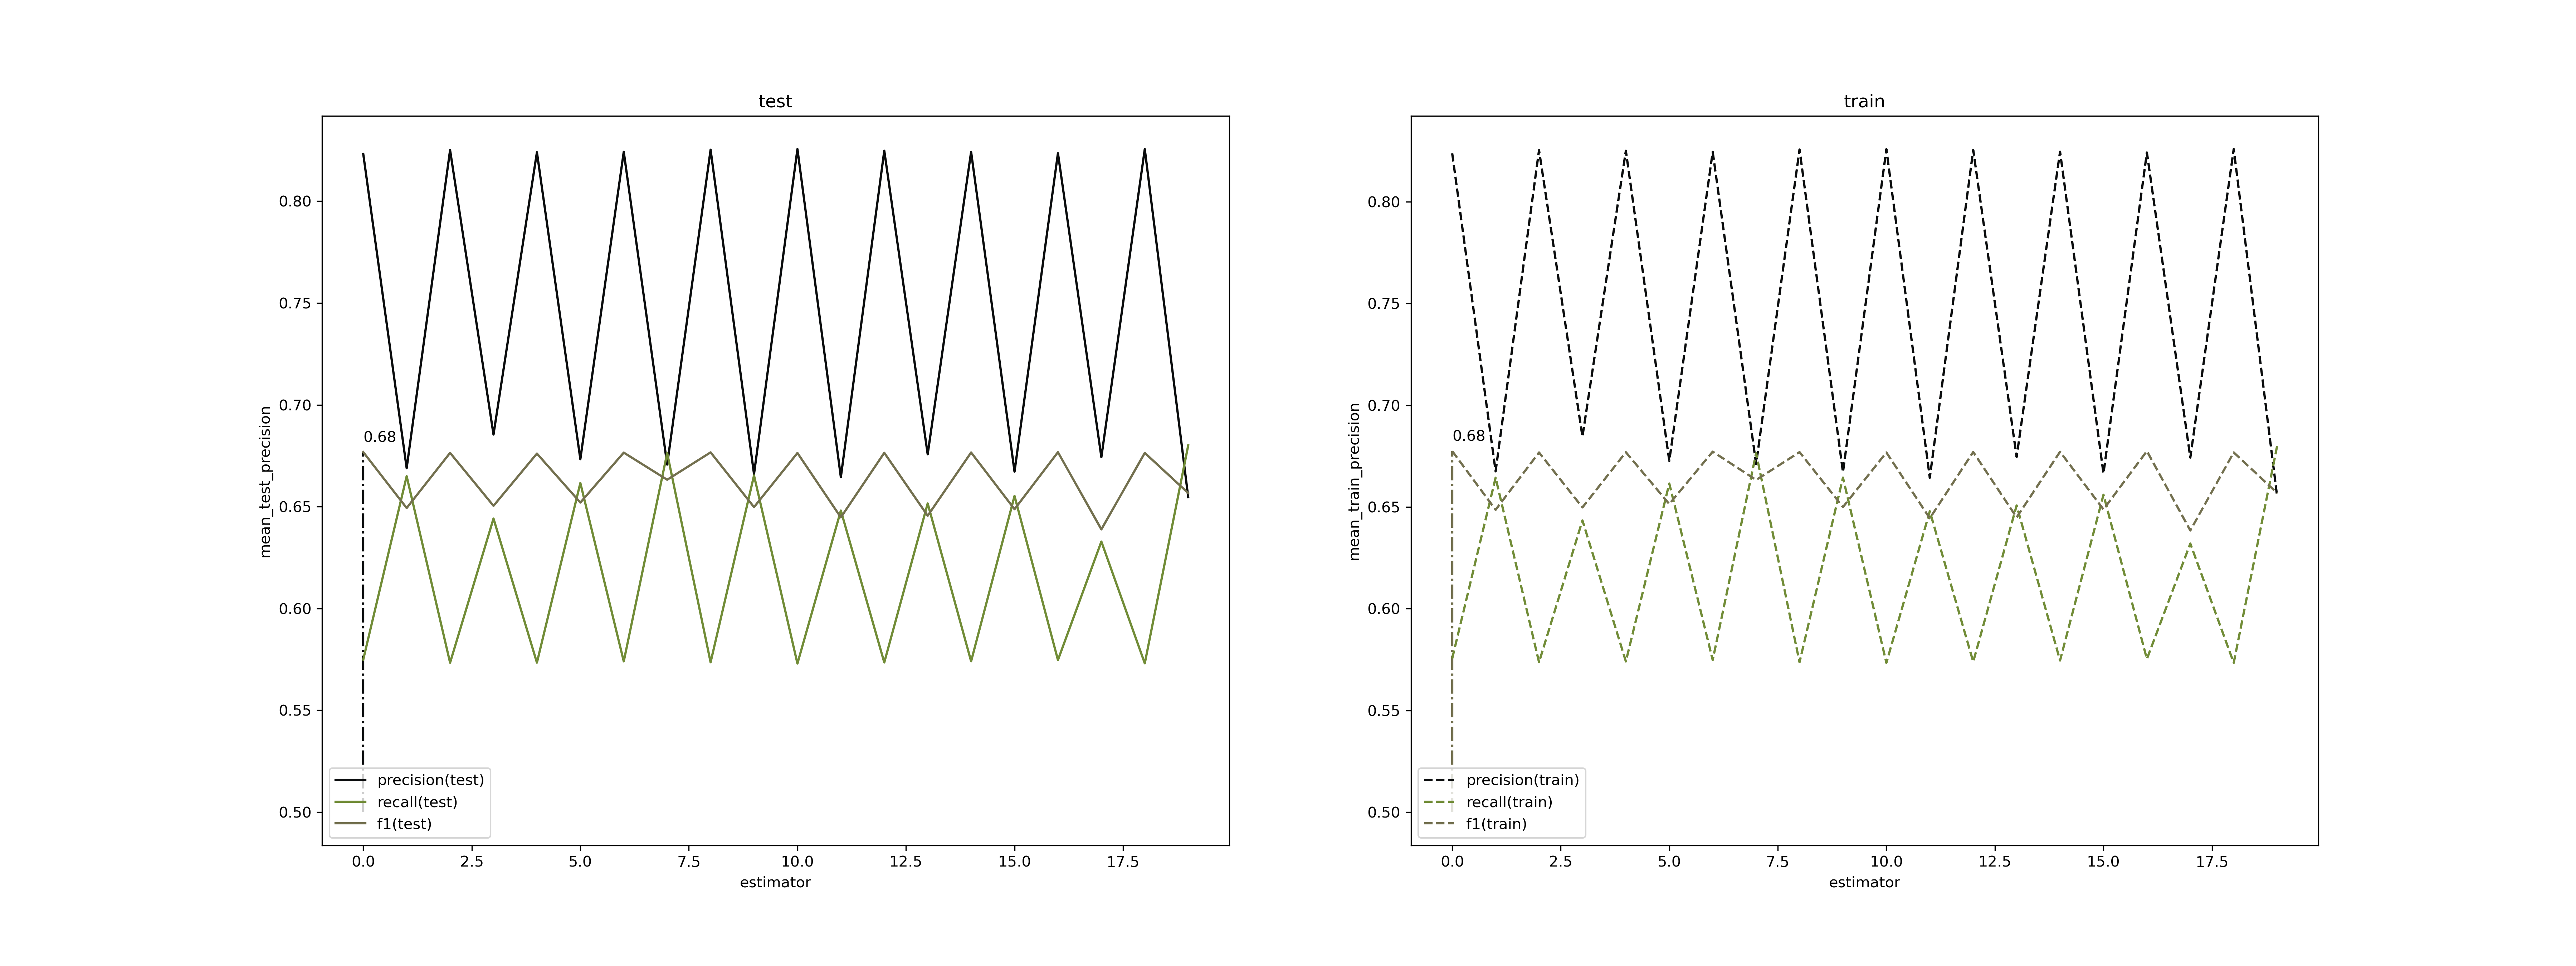 test
mean_test_precision
0.80
0.75
0.70
0.65
0.60
0.55
0.50
0.68
precision(test)
recall(test)
f1(test)
0.0 2.5 5.0 7.5 10.0 12.5 15.0 17.5
estimator
train
mean_train_precision
0.80
0.75
0.70
0.65
0.60
0.55
0.50
0.68
precision(train)
recall(train)
f1(train)
0.0 2.5 5.0 7.5 10.0 12.5 15.0 17.5
estimator